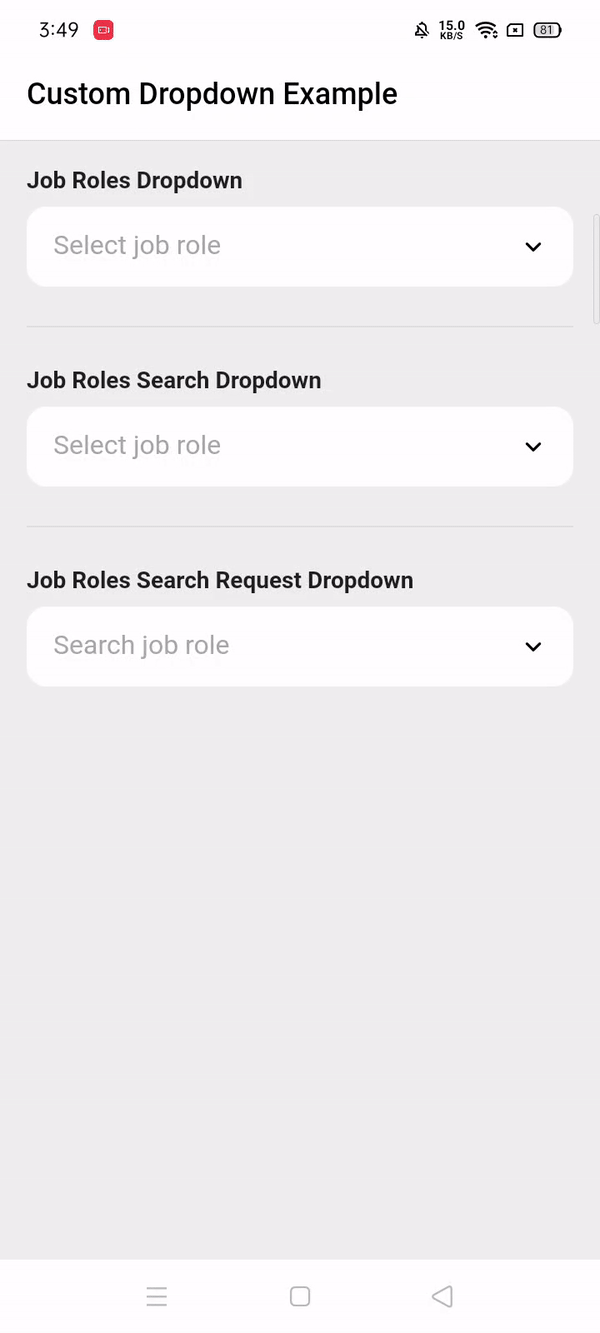 3:49
15.0
KB/S
81
Custom Dropdown Example
Job Roles Dropdown
Select job role
Job Roles Search Dropdown
Select job role
Job Roles Search Request Dropdown
Search job role